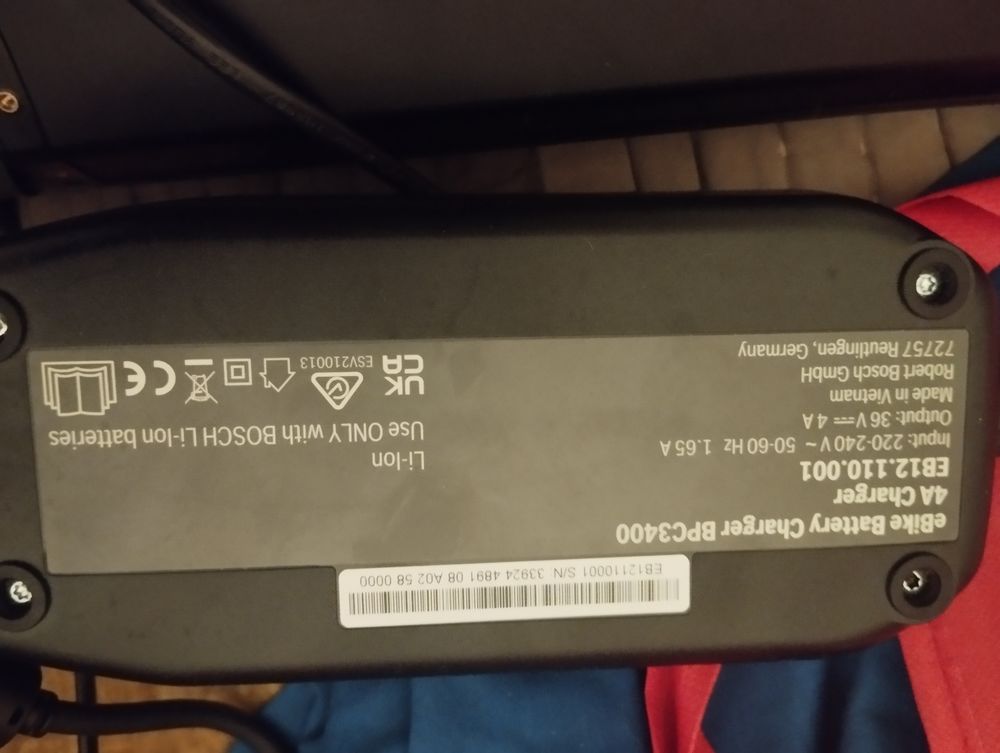 EB12110001 S/N: 33924 4891 08 A02 58 0000
eBike Battery Charger BPC3400
4A Charger
EB12.110.001
Input: 220-240 V ~ 50-60 Hz 1.65 A
Output: 36 V⎓ 4 A
Made in Vietnam
Robert Bosch GmbH
72757 Reutlingen, Germany
Li-Ion
Use ONLY with BOSCH Li-Ion batteries
UK
CA
ESV210013
CE